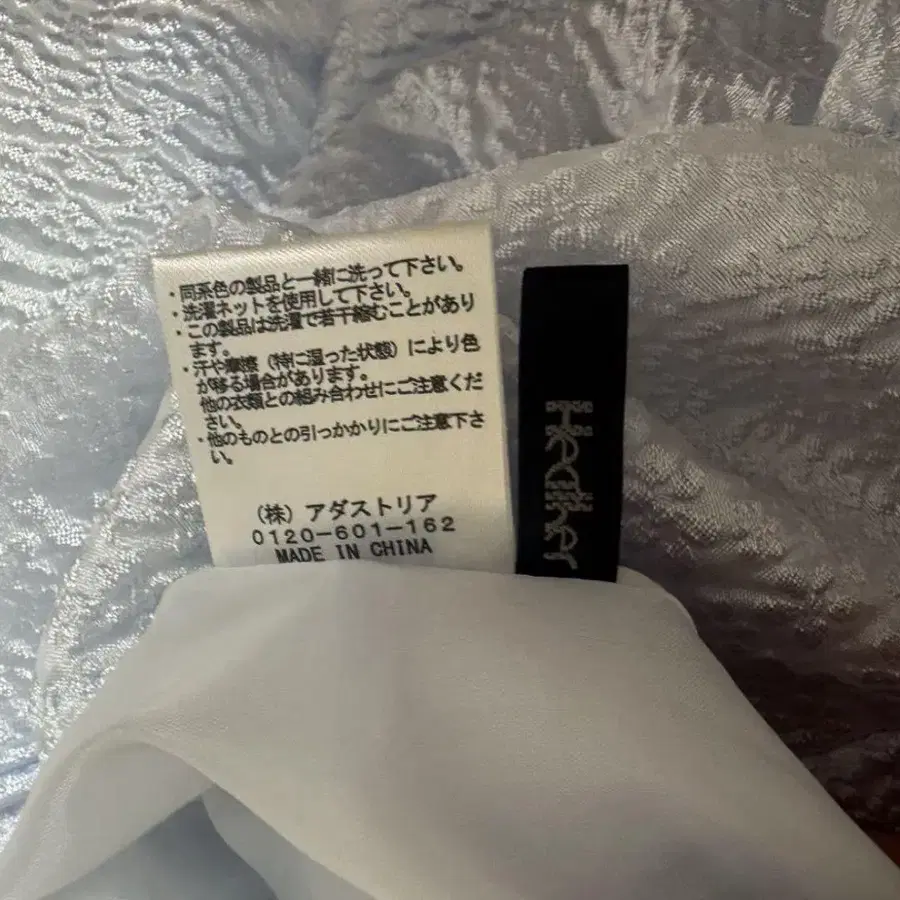 ・同系色の製品と一緒に洗って下さい。
・洗濯ネットを使用して下さい。
・この製品は洗濯で若干縮むことがあり
ます。
・汗や摩擦(特に湿った状態)により色
が移る場合があります。
他の衣類との組み合わせにご注意くだ
さい。
・他のものとの引っかかりにご注意下さ
い。
(株)アダストリア
0120-601-162
MADE IN CHINA
Heather